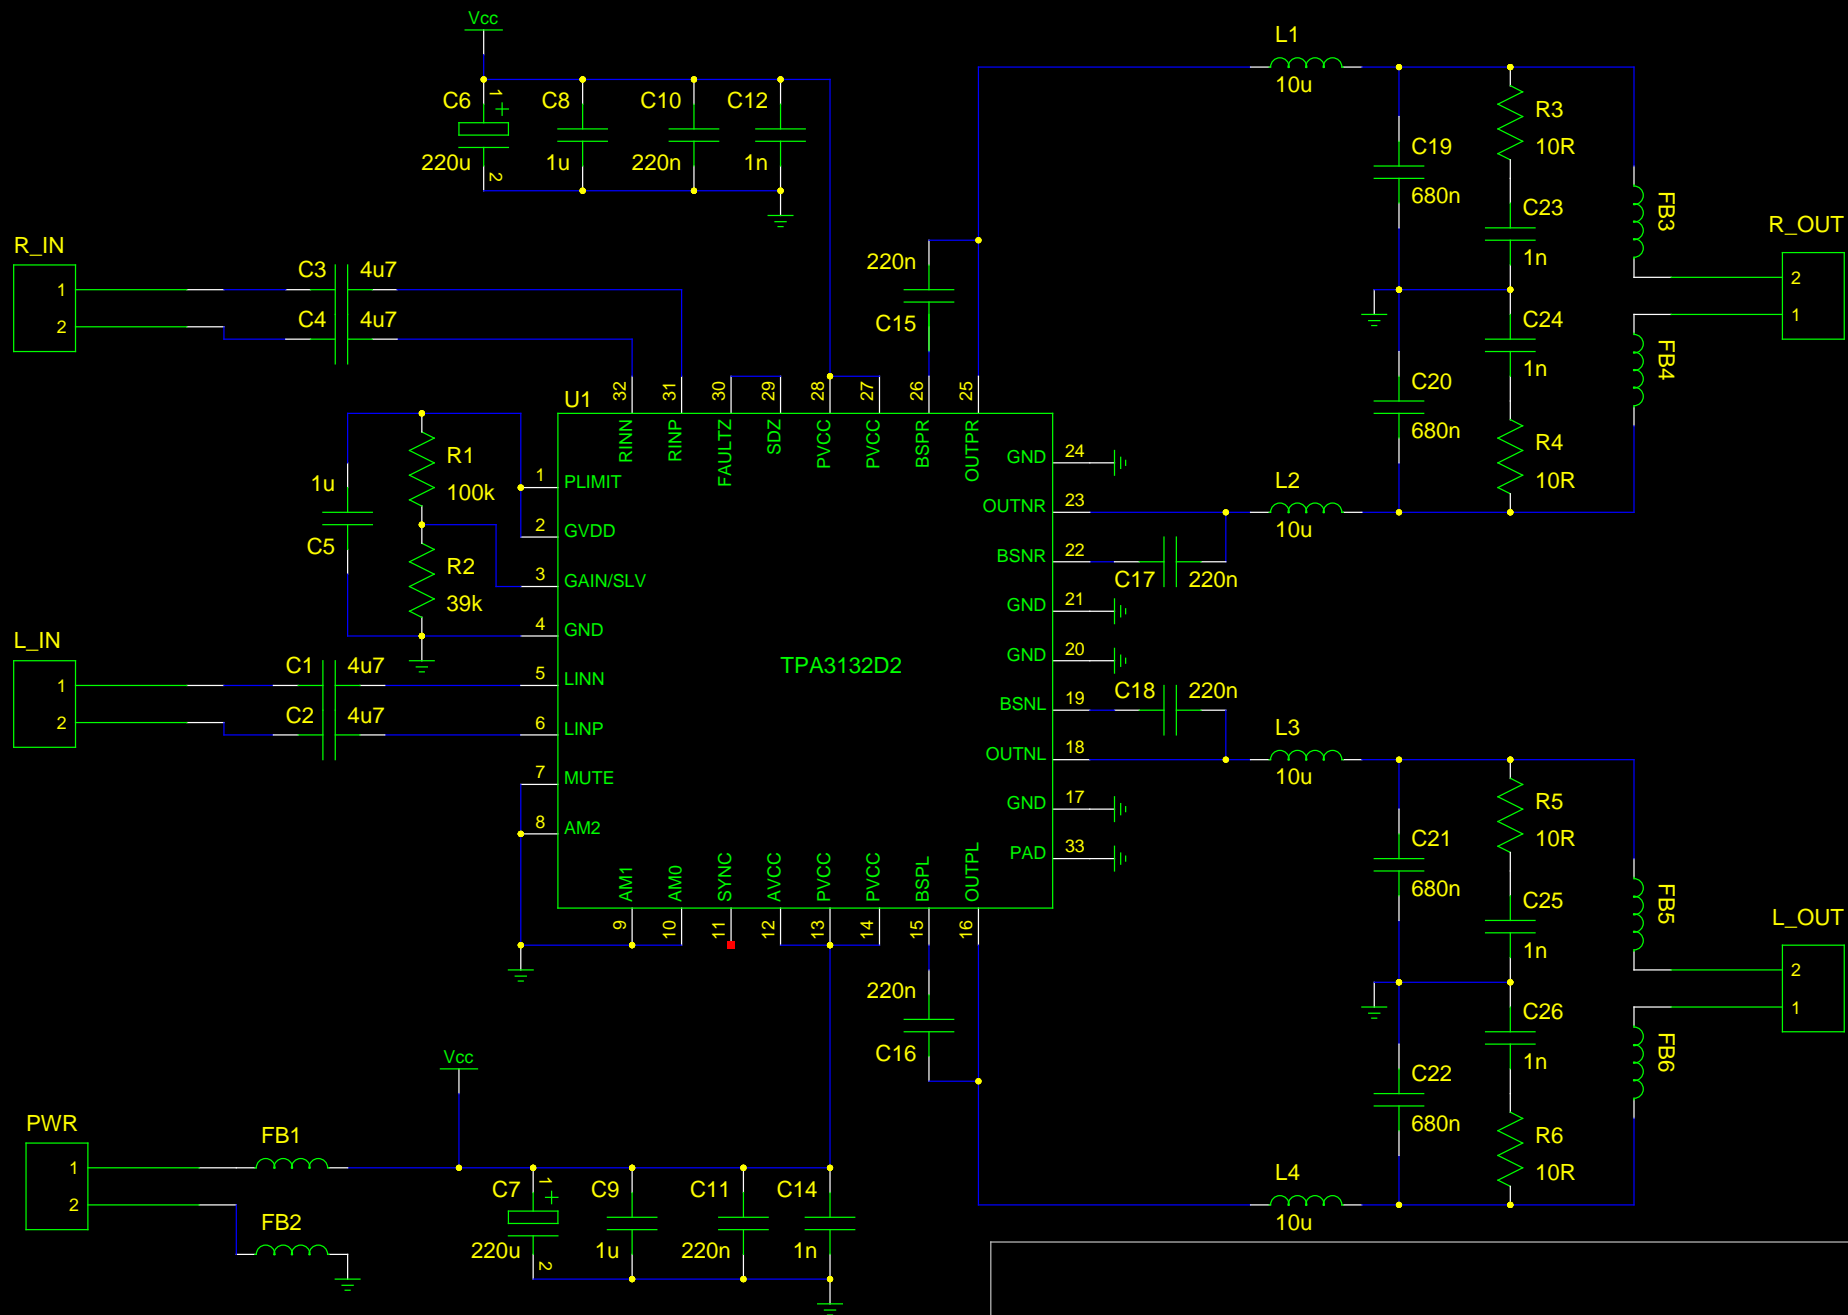 Vcc
C6
1
+
220u
2
C8
1u
C10
220n
C12
1n
L1
10u
R3
10R
C19
680n
C23
1n
FB3
R_OUT
2
1
C24
1n
FB4
C20
680n
R4
10R
R_IN
1
2
C3
4u7
C4
4u7
220n
C15
U1
32
31
30
29
28
27
26
25
RINN
RINP
FAULTZ
SDZ
PVCC
PVCC
BSPR
OUTPR
R1
100k
1u
C5
R2
39k
1
PLIMIT
2
GVDD
3
GAIN/SLV
4
GND
5
LINN
6
LINP
7
MUTE
8
AM2
TPA3132D2
GND
24
OUTNR
23
BSNR
22
GND
21
GND
20
BSNL
19
OUTNL
18
GND
17
PAD
33
L2
10u
C17
220n
C18
220n
L3
10u
L_IN
1
2
C1
4u7
C2
4u7
AM1
AM0
SYNC
AVCC
PVCC
PVCC
BSPL
OUTPL
9
10
11
12
13
14
15
16
R5
10R
C21
680n
C25
1n
FB5
L_OUT
2
1
C26
1n
FB6
C22
680n
R6
10R
220n
C16
L4
10u
Vcc
PWR
1
2
FB1
FB2
C7
1
+
220u
2
C9
1u
C11
220n
C14
1n